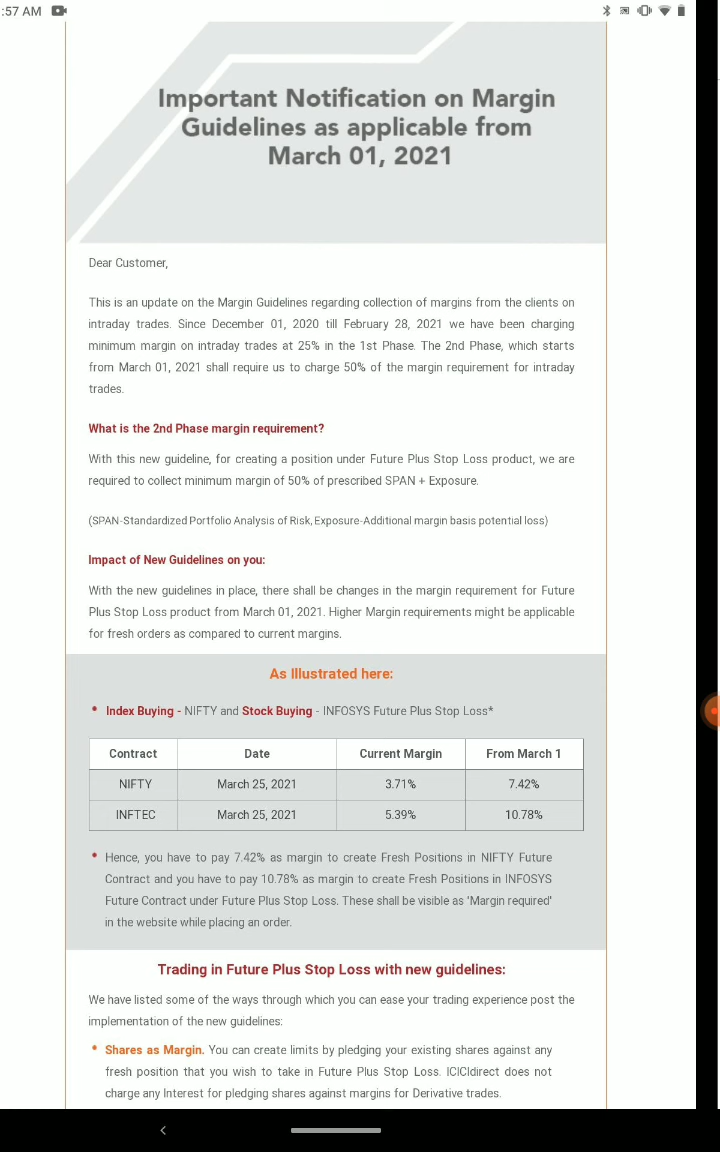 :57 AM
Important Notification on Margin
Guidelines as applicable from
March 01, 2021
Dear Customer,
This is an update on the Margin Guidelines regarding collection of margins from the clients on
intraday trades. Since December 01, 2020 till February 28, 2021 we have been charging
minimum margin on intraday trades at 25% in the 1st Phase. The 2nd Phase, which starts
from March 01, 2021 shall require us to charge 50% of the margin requirement for intraday
trades.
What is the 2nd Phase margin requirement?
With this new guideline, for creating a position under Future Plus Stop Loss product, we are
required to collect minimum margin of 50% of prescribed SPAN + Exposure.
(SPAN-Standardized Portfolio Analysis of Risk, Exposure-Additional margin basis potential loss)
Impact of New Guidelines on you:
With the new guidelines in place, there shall be changes in the margin requirement for Future
Plus Stop Loss product from March 01, 2021. Higher Margin requirements might be applicable
for fresh orders as compared to current margins.
As Illustrated here:
• Index Buying - NIFTY and Stock Buying - INFOSYS Future Plus Stop Loss*
Contract Date Current Margin From March 1
NIFTY March 25, 2021 3.71% 7.42%
INFTEC March 25, 2021 5.39% 10.78%
• Hence, you have to pay 7.42% as margin to create Fresh Positions in NIFTY Future
Contract and you have to pay 10.78% as margin to create Fresh Positions in INFOSYS
Future Contract under Future Plus Stop Loss. These shall be visible as 'Margin required'
in the website while placing an order.
Trading in Future Plus Stop Loss with new guidelines:
We have listed some of the ways through which you can ease your trading experience post the
implementation of the new guidelines:
• Shares as Margin. You can create limits by pledging your existing shares against any
fresh position that you wish to take in Future Plus Stop Loss. ICICIdirect does not
charge any Interest for pledging shares against margins for Derivative trades.